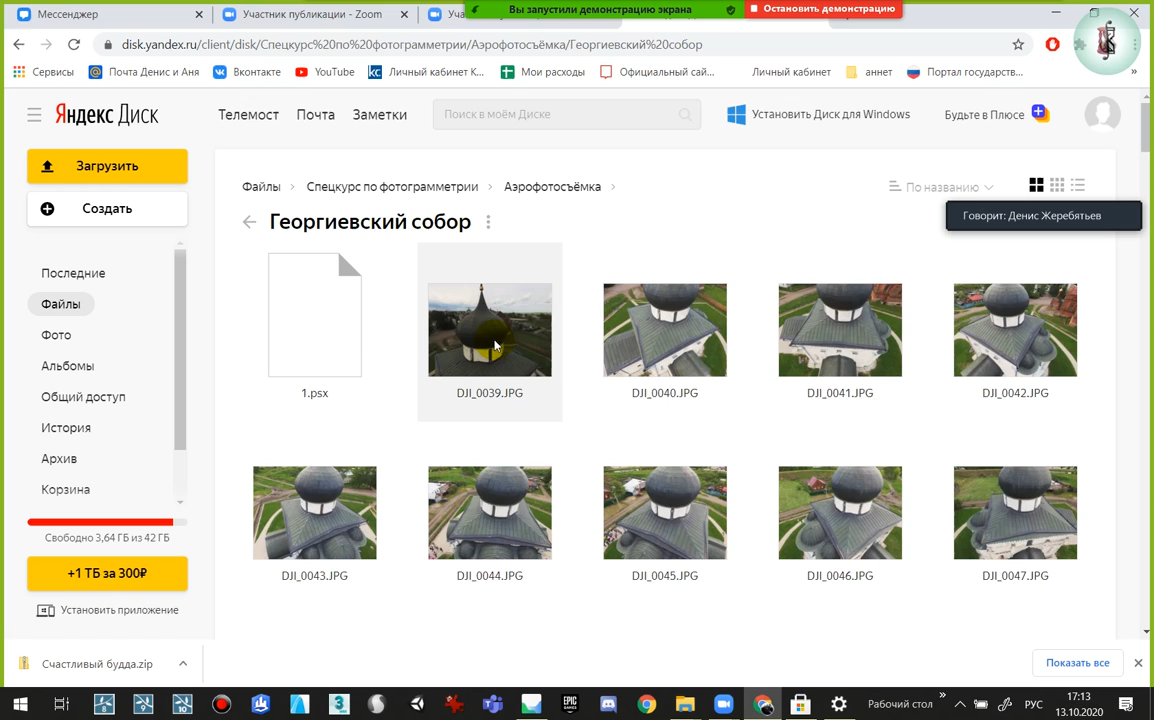 Мессенджер
Участник публикации - Zoom
Уча
Вы запустили демонстрацию экрана
Остановить демонстрацию
disk.yandex.ru/client/disk/Спецкурс%20по%20фотограмметрии/Аэрофотосъёмка/Георгиевский%20собор
Сервисы
Почта Денис и Аня
Вконтакте
YouTube
Личный кабинет К...
Мои расходы
Официальный сай...
Личный кабинет
аннет
Портал государств...
»
Яндекс Диск
Телемост
Почта
Заметки
Поиск в моём Диске
Установить Диск для Windows
Будьте в Плюсе
Загрузить
Создать
Последние
Файлы
Фото
Альбомы
Общий доступ
История
Архив
Корзина
Свободно 3,64 ГБ из 42 ГБ
+1 ТБ за 300₽
Установить приложение
Файлы > Спецкурс по фотограмметрии > Аэрофотосъёмка >
По названию
Говорит: Денис Жеребятьев
Георгиевский собор
1.psx
DJI_0039.JPG
DJI_0040.JPG
DJI_0041.JPG
DJI_0042.JPG
DJI_0043.JPG
DJI_0044.JPG
DJI_0045.JPG
DJI_0046.JPG
DJI_0047.JPG
Счастливый будда.zip
Показать все
Рабочий стол
»
РУС
17:13
13.10.2020